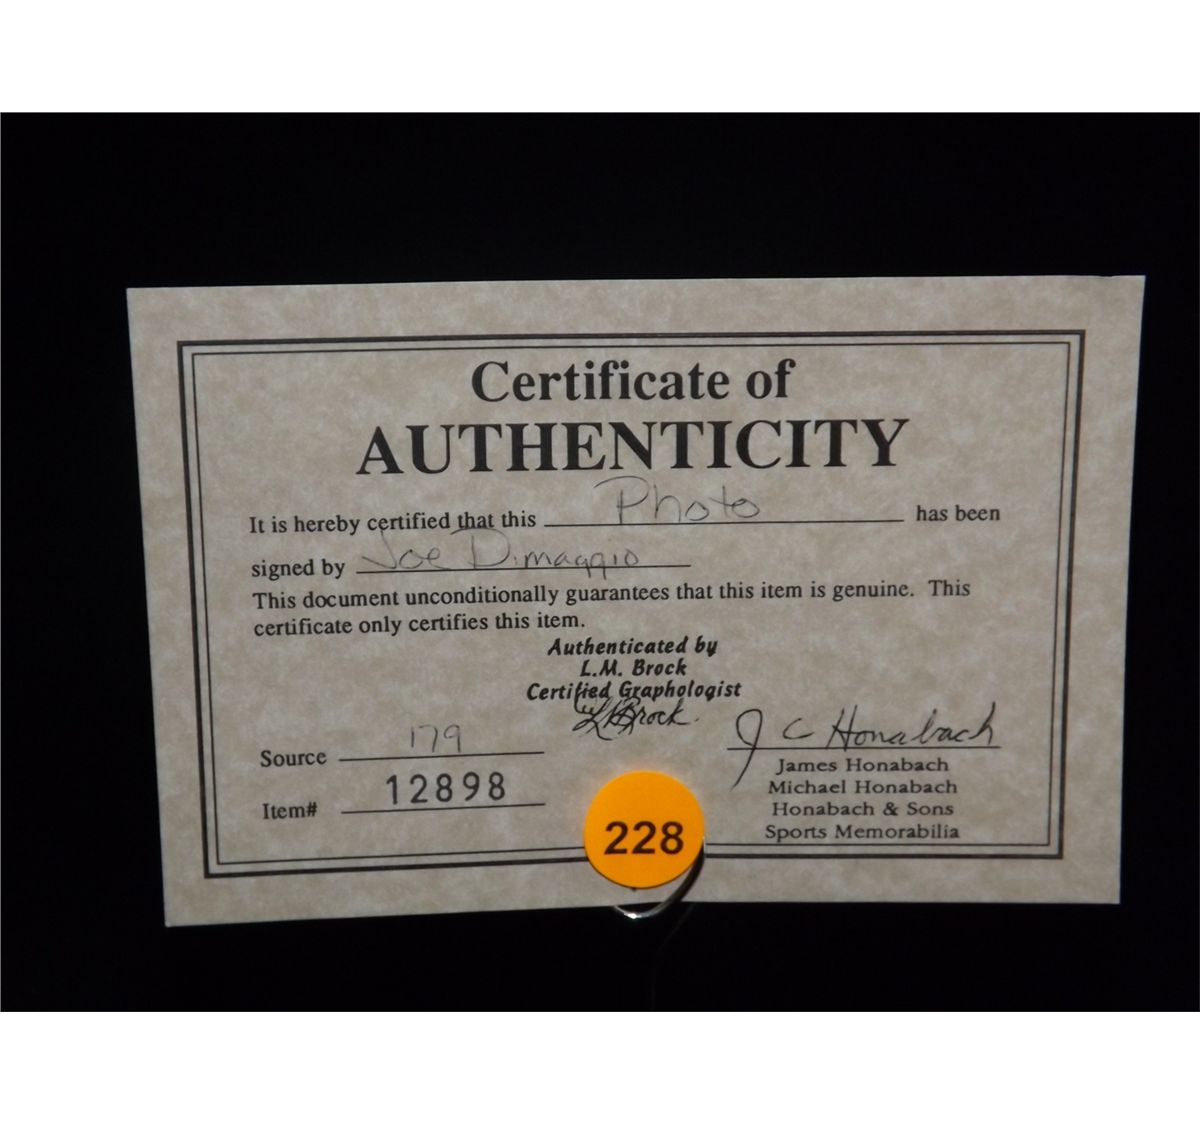 Certificate of
AUTHENTICITY
It is hereby certified that this Photo has been
signed by Joe Dimaggio
This document unconditionally guarantees that this item is genuine. This
certificate only certifies this item.
Authenticated by
L.M. Brock
Certified Graphologist
LMBrock
J C Honabach
Source 179
James Honabach
Item# 12898
Michael Honabach
Honabach & Sons
Sports Memorabilia
228